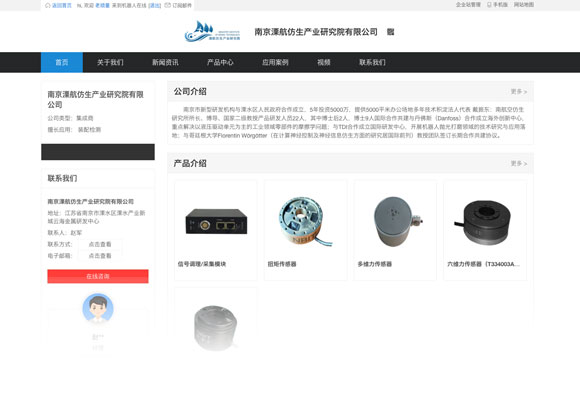 返回首页 Hi, 欢迎 老顽童 来到机器人在线 [退出] 订阅邮件
企业站管理 手机版 网站地图
南京溧航仿生产业研究院有限公司
首页 关于我们 新闻资讯 产品中心 应用案例 视频 联系我们
南京溧航仿生产业研究院有限公司
公司类型: 集成商
擅长应用: 装配检测
联系我们
南京溧航仿生产业研究院有限公司
地址: 江苏省南京市溧水区溧水产业新
城云海金属研发中心
联系人: 赵军
联系方式: 点击查看
电子邮箱: 点击查看
在线咨询
公司介绍 更多 >
南京市新型研发机构与溧水区人民政府合作成立,5年投资5000万,提供5000平米办公场地多年技术积淀法人代表 戴振东:南航仿生
研究所所长、博导、国家二级教授产品研发人员22人,其中博士后2人,博士9人国际合作共建与丹佛斯(Danfoss)合作成立海外创新中心,
重点解决以液压驱动单元为主的工业领域零部件的摩擦学问题;与TDI合作成立国际研发中心,开展机器人抛光打磨领域的技术研究与应用落
地;与哥廷根大学Florentin Wörgötter(在计算神经控制及神经信息仿生方面的研究居国际前列)教授团队签订长期合作共建协议。
产品介绍 更多 >
信号调理/采集模块 扭矩传感器 多维力传感器 六维力传感器(T334003A...